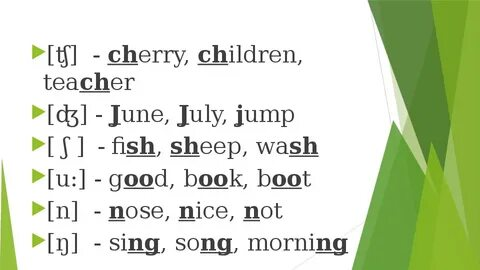 [ʧ] - cherry, children,
teacher
[ʤ] - June, July, jump
[ ʃ ] - fish, sheep, wash
[u:] - good, book, boot
[n] - nose, nice, not
[ŋ] - sing, song, morning